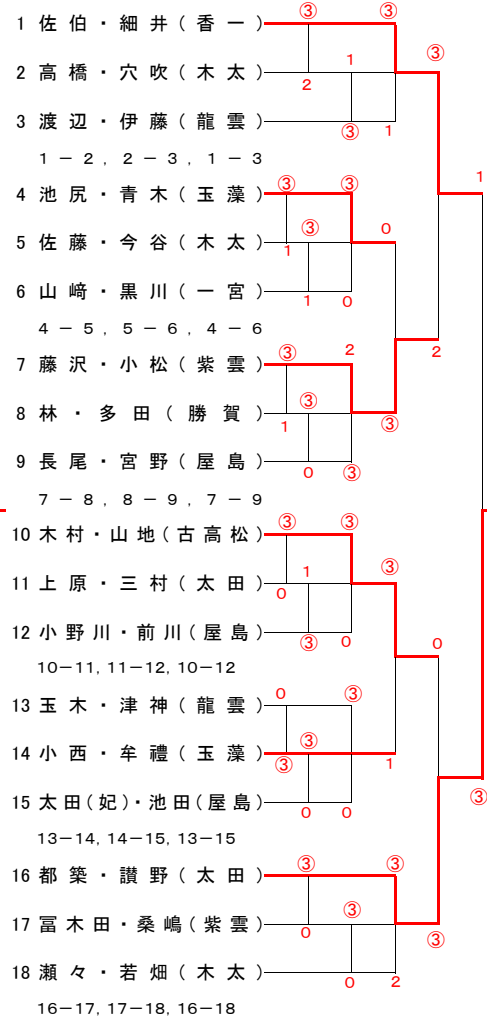 ③ ③
1 佐伯・細井(香一)
③
1
2 高橋・穴吹(木太)
2
3 渡辺・伊藤(龍雲)
③ 1
1－2, 2－3, 1－3
1
③ ③
4 池尻・青木(玉藻)
③ 0
5 佐藤・今谷(木太)
1
6 山﨑・黒川(一宮)
1 0
4－5, 5－6, 4－6
③ 2 2
7 藤沢・小松(紫雲)
③
8 林・多田(勝賀)
1 ③
9 長尾・宮野(屋島)
0 ③
7－8, 8－9, 7－9
③ ③
10 木村・山地(古高松)
1 ③
11 上原・三村(太田)
0
12 小野川・前川(屋島)
③ 0 0
10－11, 11－12, 10－12
0 ③
13 玉木・津神(龍雲)
③
14 小西・牟禮(玉藻)
③ 1
15 太田(妃)・池田(屋島)
③
0 0
13－14, 14－15, 13－15
③ ③
16 都築・讃野(太田)
③
17 冨木田・桑嶋(紫雲)
0 ③
18 瀬々・若畑(木太)
0 2
16－17, 17－18, 16－18